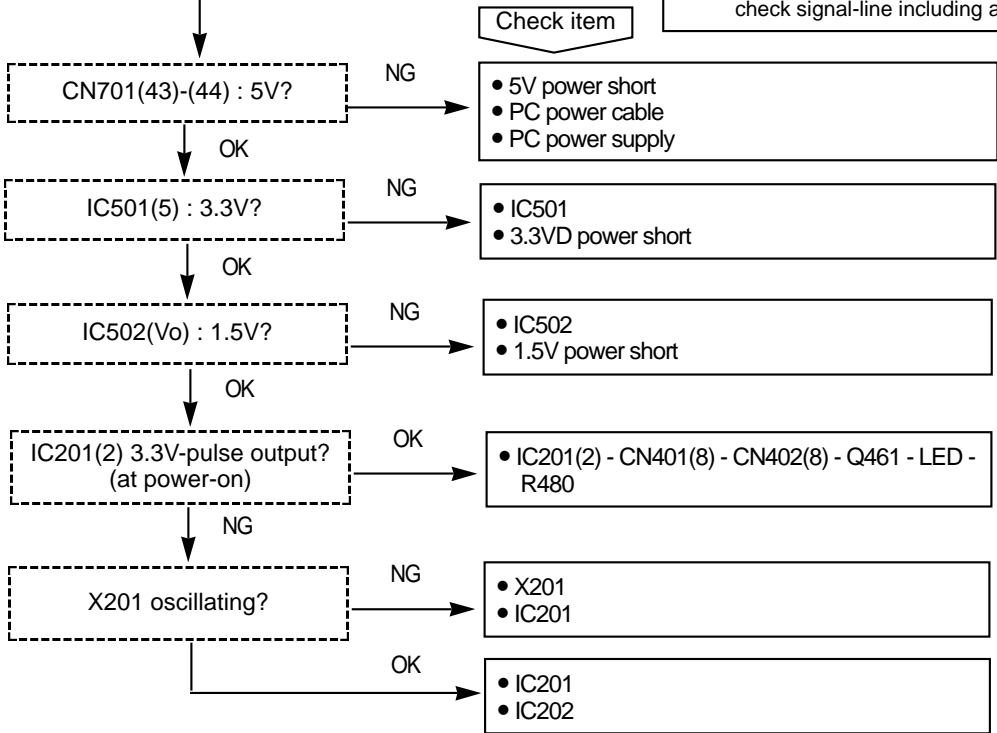 Check item
check signal-line including a
CN701(43)-(44) : 5V?
NG
● 5V power short
● PC power cable
● PC power supply
OK
IC501(5) : 3.3V?
NG
● IC501
● 3.3VD power short
OK
IC502(Vo) : 1.5V?
NG
● IC502
● 1.5V power short
OK
IC201(2) 3.3V-pulse output?
(at power-on)
OK
● IC201(2) - CN401(8) - CN402(8) - Q461 - LED -
R480
NG
X201 oscillating?
NG
● X201
● IC201
OK
● IC201
● IC202